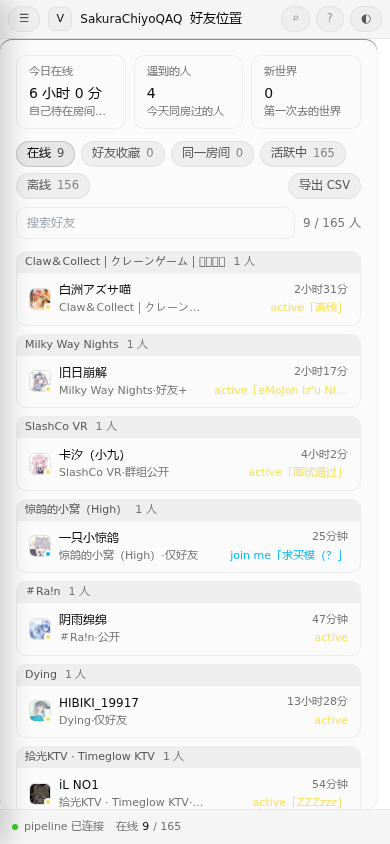 ☰ V SakuraChiyoQAQ 好友位置 ⌕ ? ◐
今日在线 遇到的人 新世界
6 小时 0 分 4 0
自己待在房间… 今天同房过的人 第一次去的世界
在线 9 好友收藏 0 同一房间 0 活跃中 165
离线 156 导出 CSV
搜索好友 9 / 165 人
Claw＆Collect | クレーンゲーム | □□□□ 1 人
白洲アズサ喵 2小时31分
Claw＆Collect | クレーン… active「离线」
Milky Way Nights 1 人
旧日崩解 2小时17分
Milky Way Nights·好友+ active「eMoJoh Iz'u NI…
SlashCo VR 1 人
卡汐（小九） 4小时2分
SlashCo VR·群组公开 active「面试通过」
惊鸽的小窝（High） 1 人
一只小惊鸽 25分钟
惊鸽的小窝（High）·仅好友 join me「求买模（? 」
＃Ra!n 1 人
阴雨绵绵 47分钟
＃Ra!n·公开 active
Dying 1 人
HIBIKI_19917 13小时28分
Dying·仅好友 active
拾光KTV · Timeglow KTV 1 人
iL NO1 54分钟
拾光KTV · Timeglow KTV·… active「ZZZzzz」
pipeline 已连接 在线 9 / 165